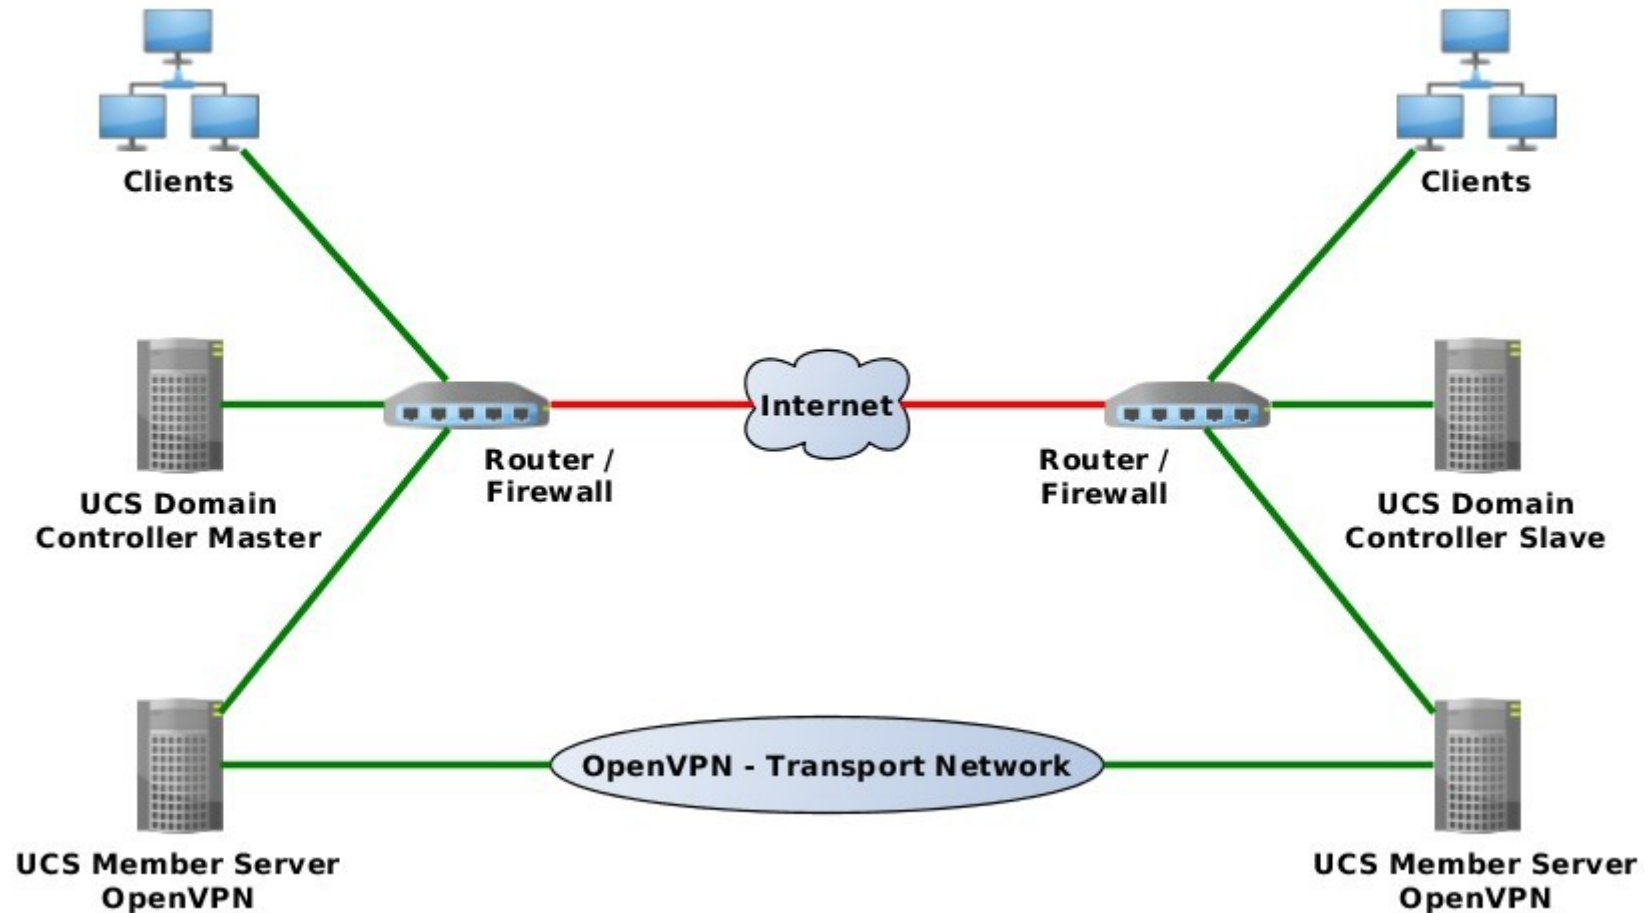 Clients
Clients
Internet
Router /
Firewall
Router /
Firewall
UCS Domain
Controller Master
UCS Domain
Controller Slave
OpenVPN - Transport Network
UCS Member Server
OpenVPN
UCS Member Server
OpenVPN